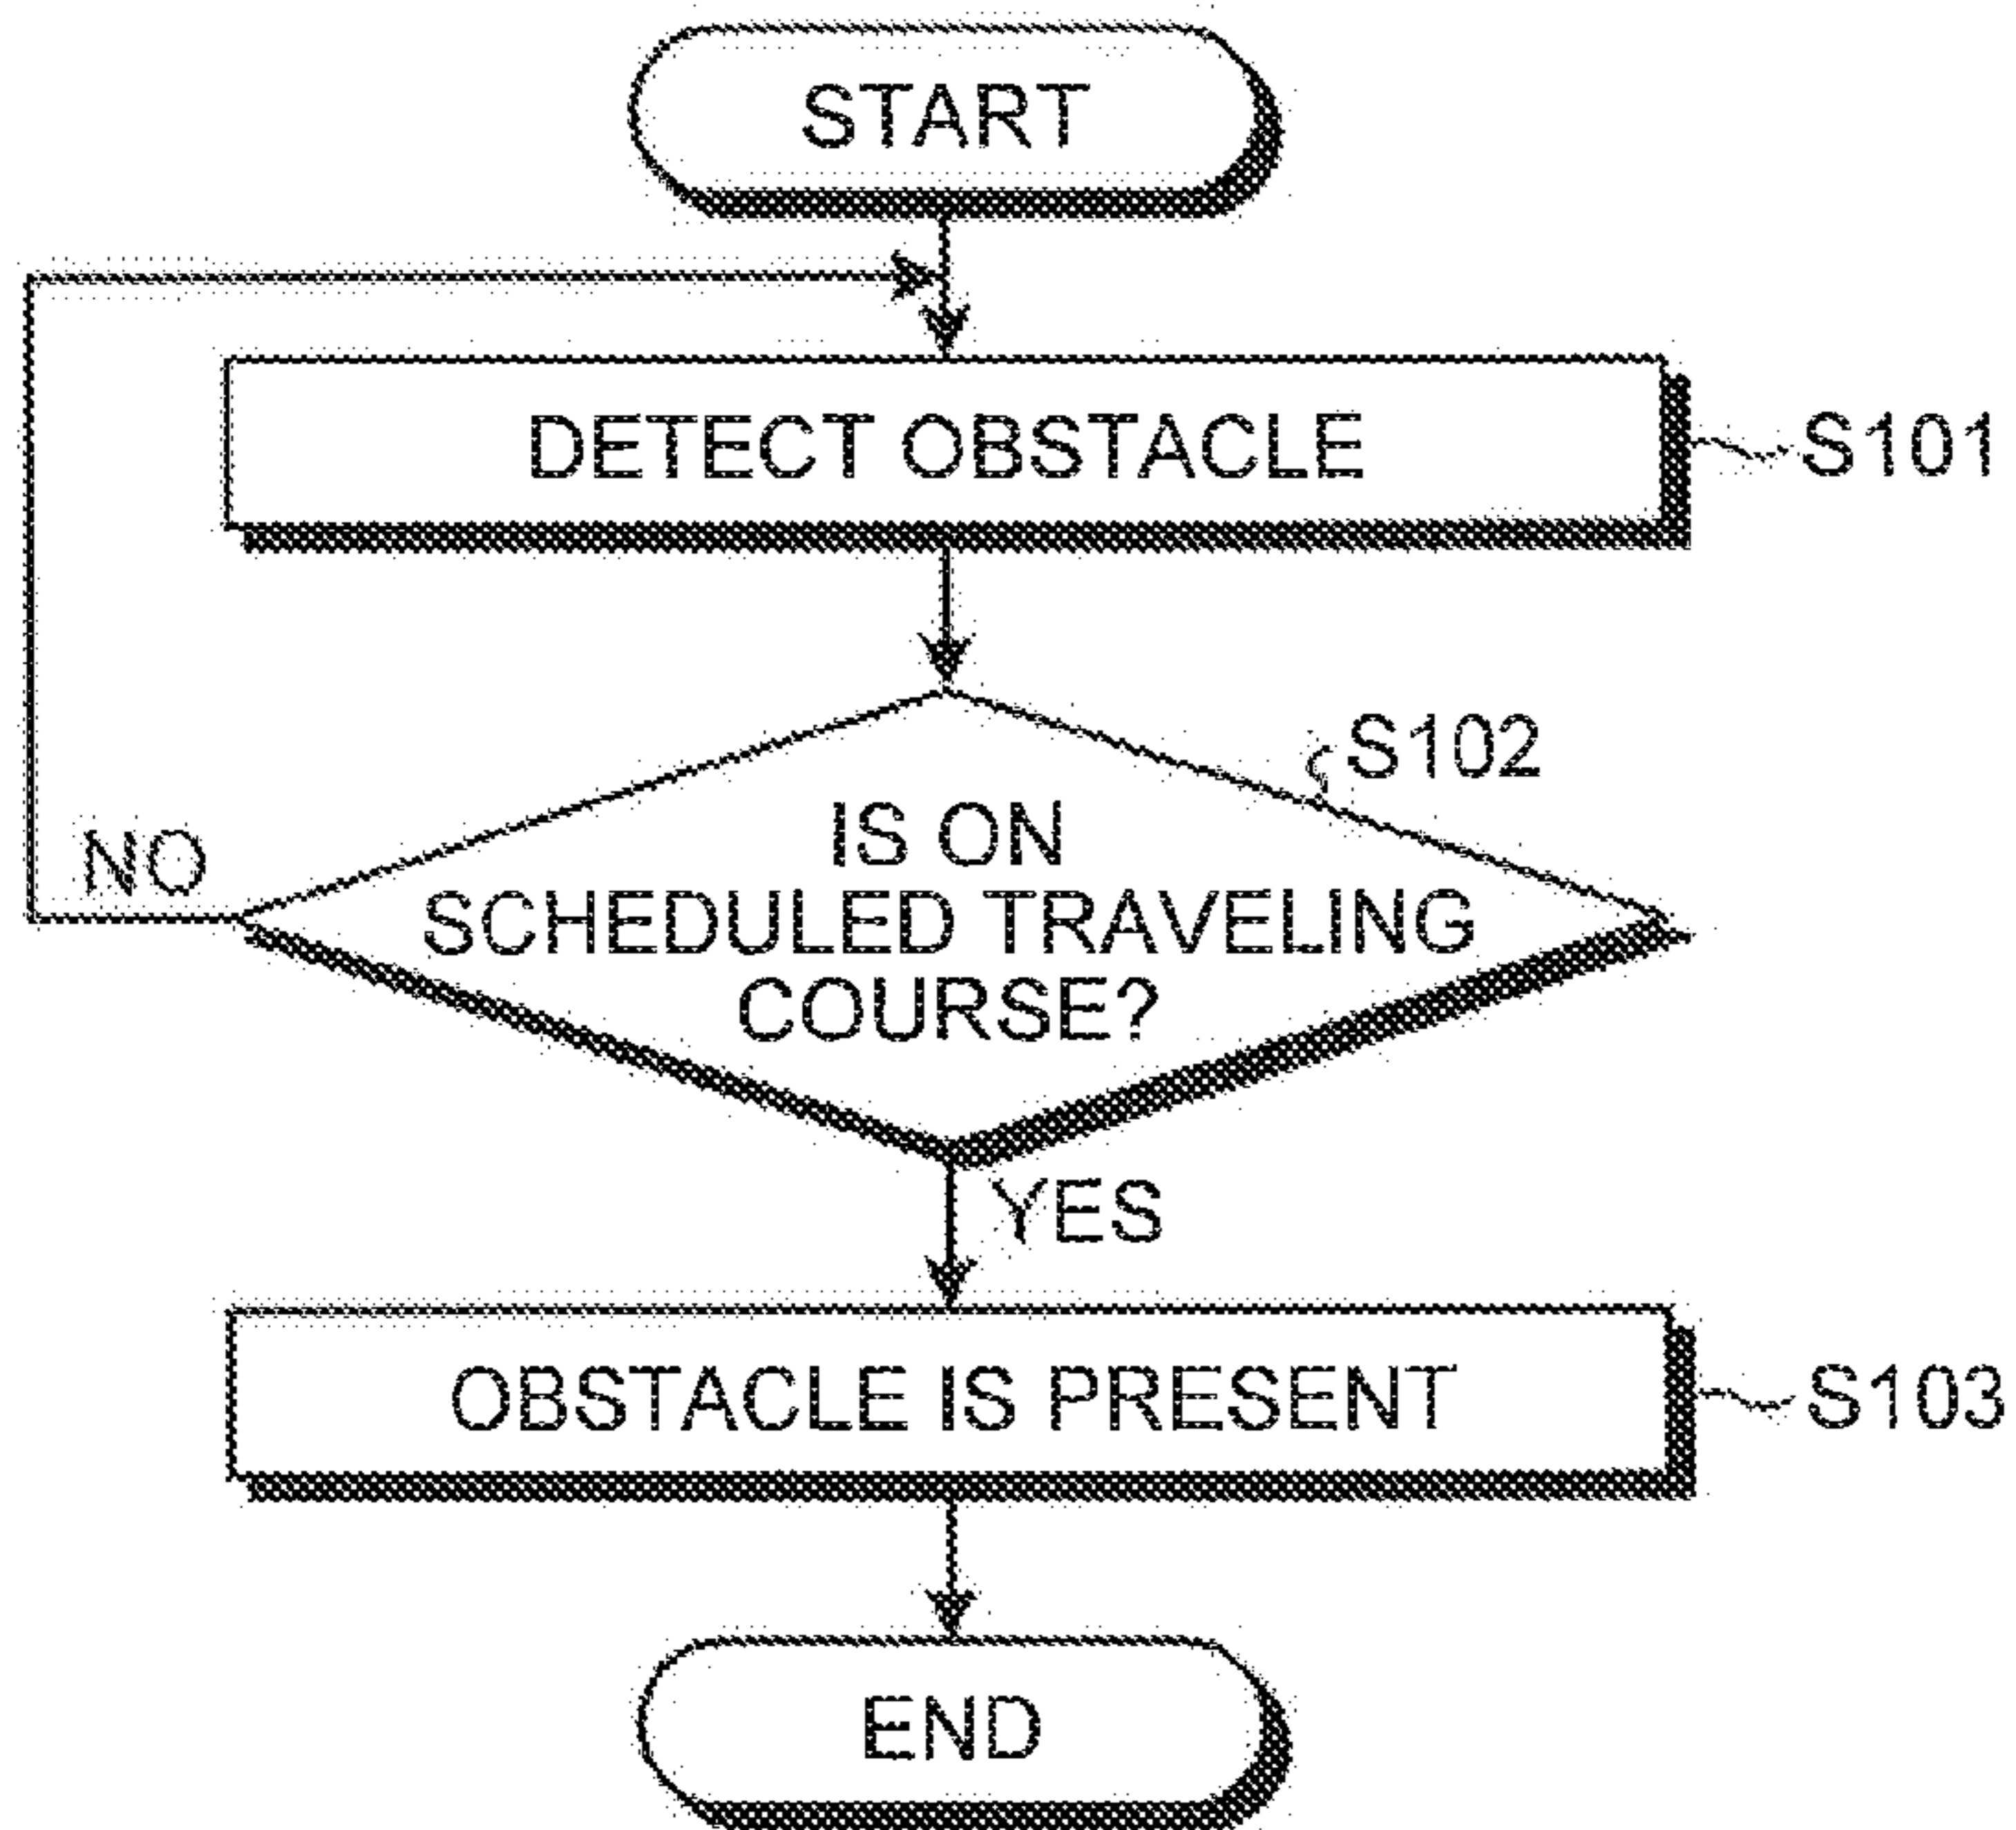 START
DETECT OBSTACLE
S101
S102
IS ON
SCHEDULED TRAVELING
COURSE?
NO
YES
OBSTACLE IS PRESENT
S103
END